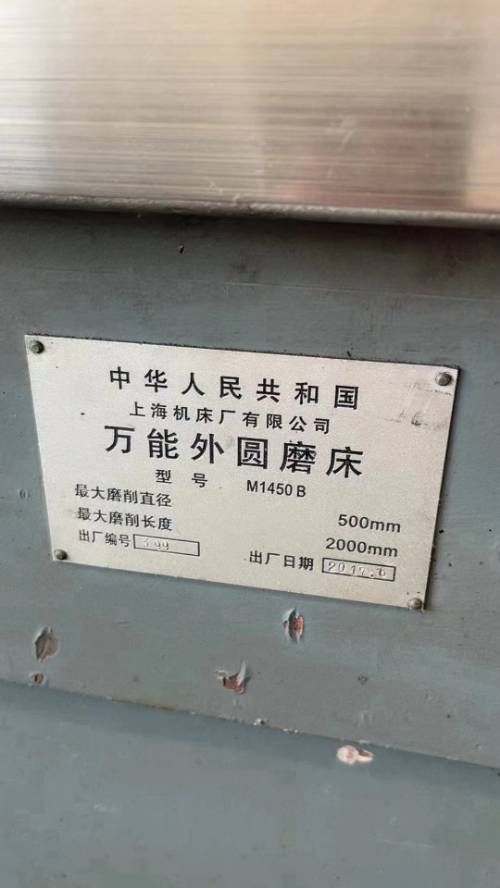 中华人民共和国
上海机床厂有限公司
万能外圆磨床
型号 M1450B
最大磨削直径 500mm
最大磨削长度 2000mm
出厂编号 出厂日期